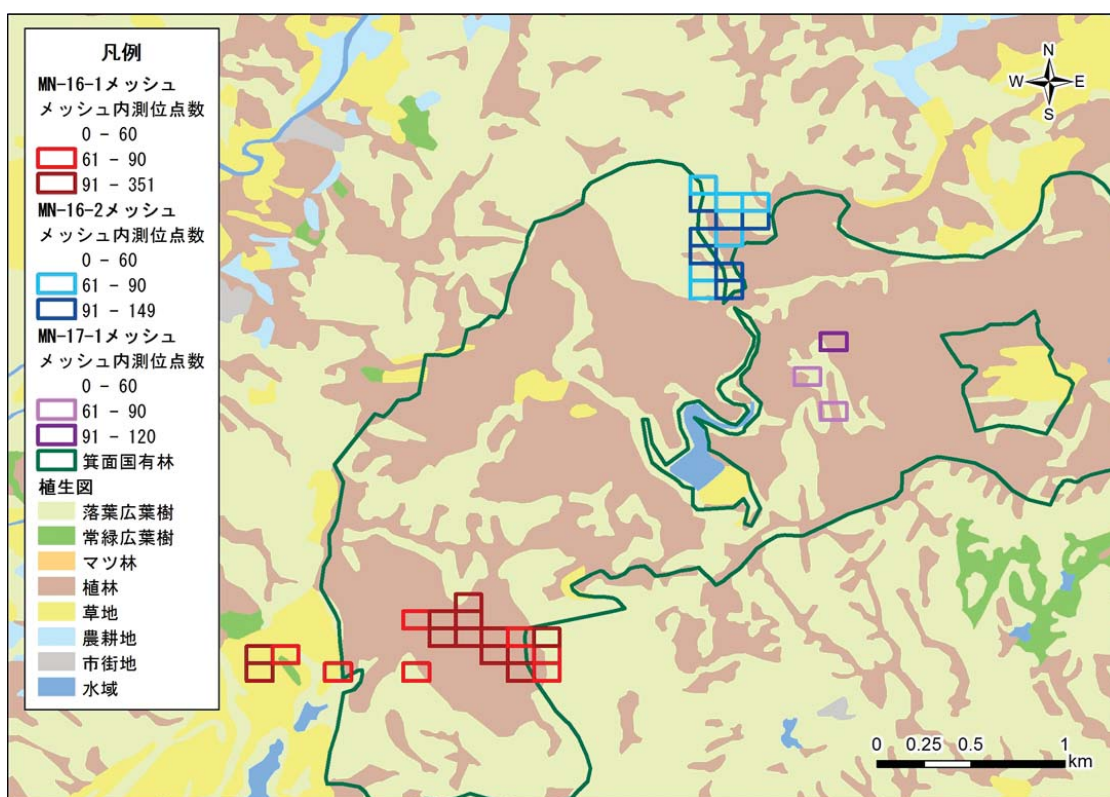 凡例
MN-16-1メッシュ
メッシュ内測位点数
0 - 60
61 - 90
91 - 351
MN-16-2メッシュ
メッシュ内測位点数
0 - 60
61 - 90
91 - 149
MN-17-1メッシュ
メッシュ内測位点数
0 - 60
61 - 90
91 - 120
箕面国有林
植生図
落葉広葉樹
常緑広葉樹
マツ林
植林
草地
農耕地
市街地
水域
N
W E
S
0 0.25 0.5 1
km